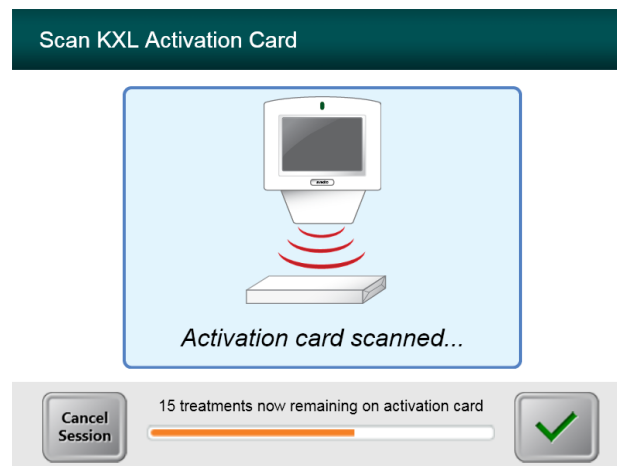 Scan KXL Activation Card
Activation card scanned...
15 treatments now remaining on activation card
Cancel
Session